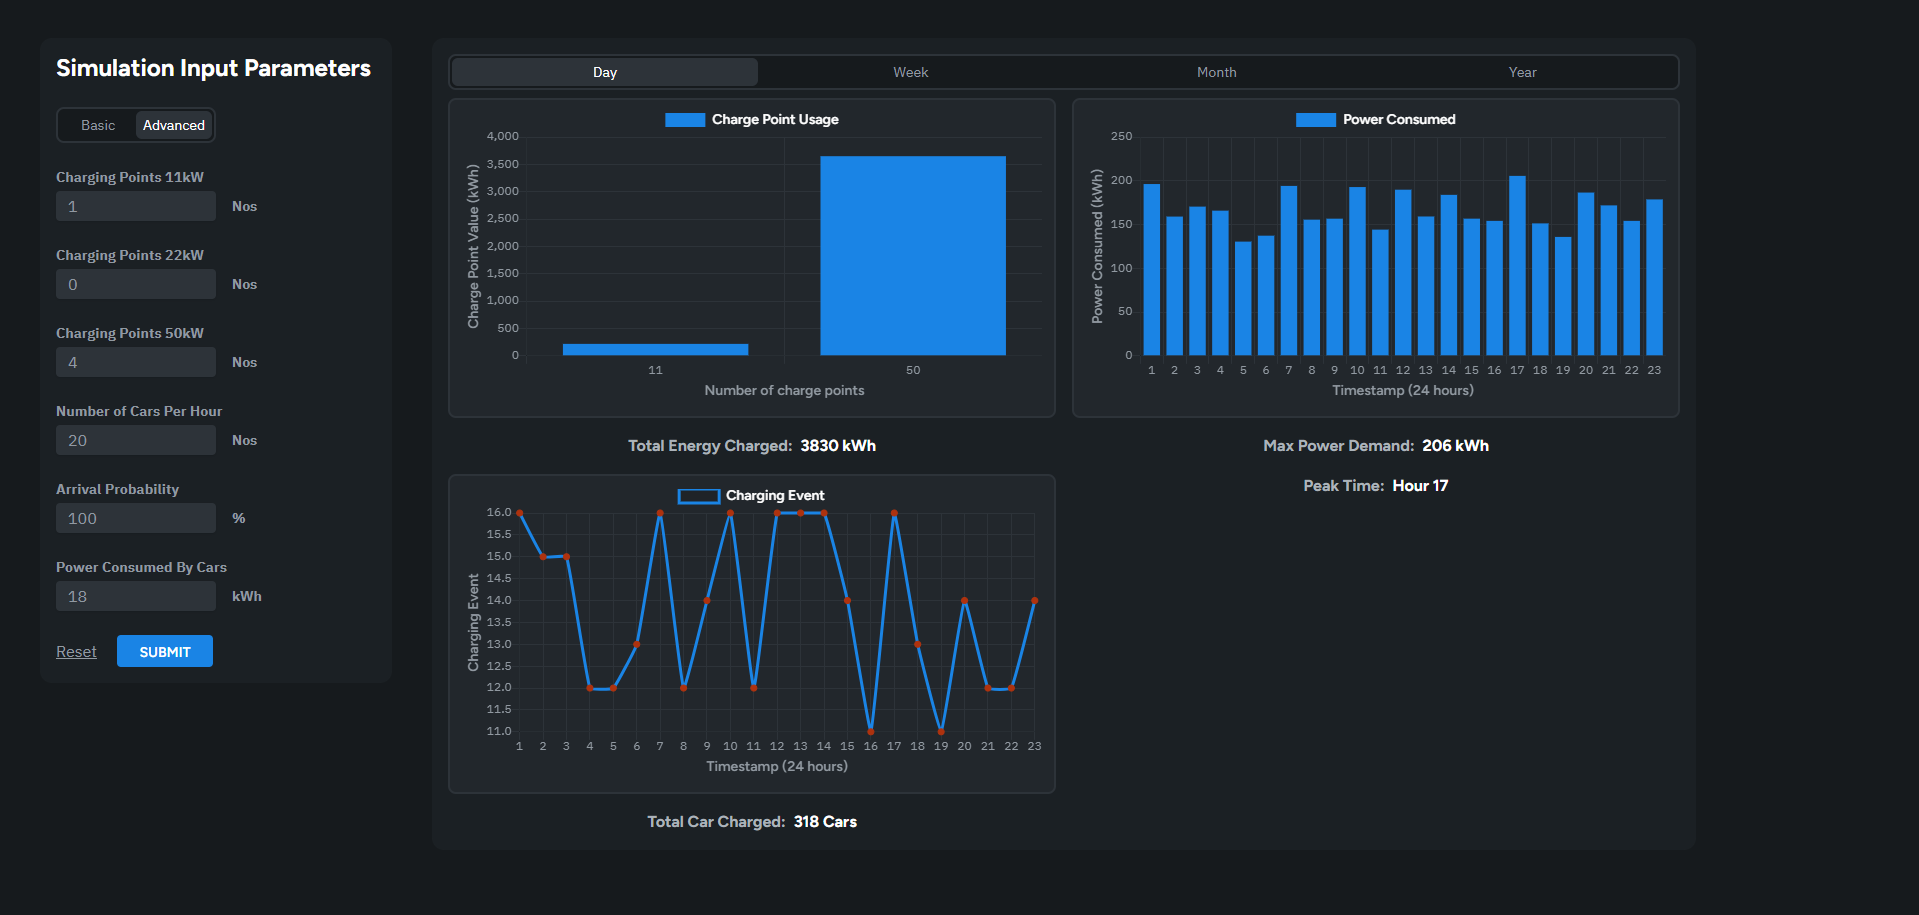 Simulation Input Parameters
Basic Advanced
Charging Points 11kW
1 Nos
Charging Points 22kW
0 Nos
Charging Points 50kW
4 Nos
Number of Cars Per Hour
20 Nos
Arrival Probability
100 %
Power Consumed By Cars
18 kWh
Reset SUBMIT
Day Week Month Year
Charge Point Usage
Charge Point Value (kWh)
4,000
3,500
3,000
2,500
2,000
1,500
1,000
500
0
11 50
Number of charge points
Total Energy Charged: 3830 kWh
Power Consumed
Power Consumed (kWh)
250
200
150
100
50
0
1 2 3 4 5 6 7 8 9 10 11 12 13 14 15 16 17 18 19 20 21 22 23
Timestamp (24 hours)
Max Power Demand: 206 kWh
Peak Time: Hour 17
Charging Event
Charging Event
16.0
15.5
15.0
14.5
14.0
13.5
13.0
12.5
12.0
11.5
11.0
1 2 3 4 5 6 7 8 9 10 11 12 13 14 15 16 17 18 19 20 21 22 23
Timestamp (24 hours)
Total Car Charged: 318 Cars